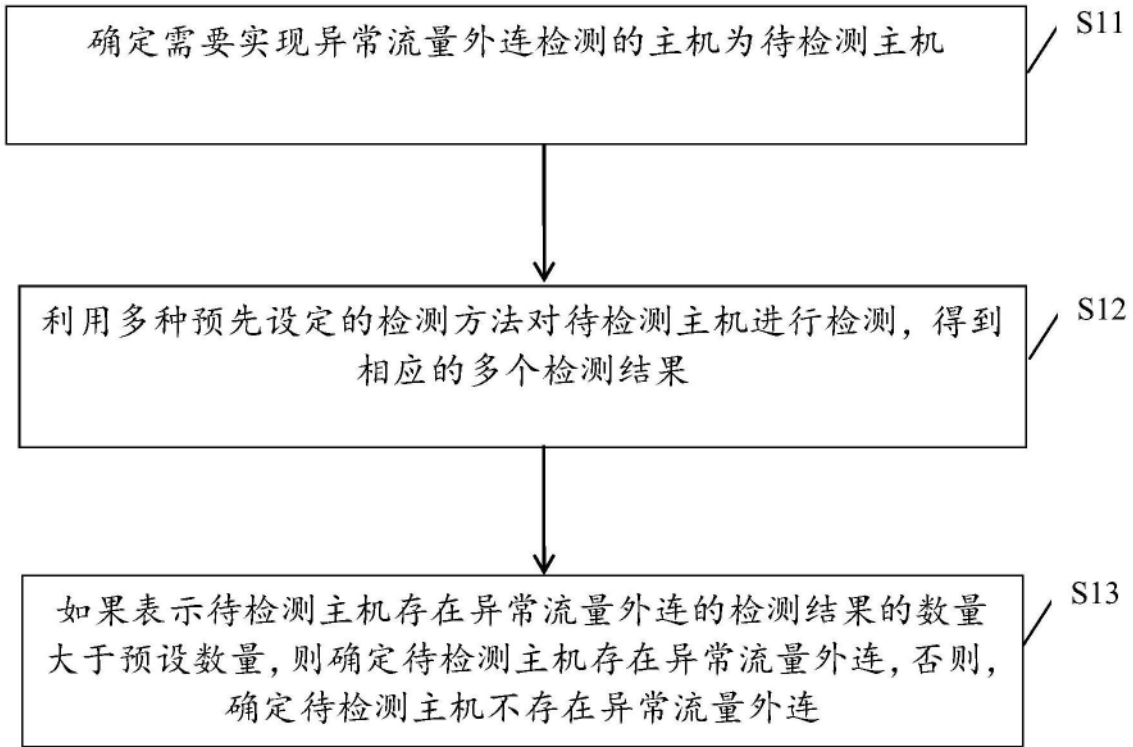 确定需要实现异常流量外连检测的主机为待检测主机
S11
利用多种预先设定的检测方法对待检测主机进行检测，得到
相应的多个检测结果
S12
如果表示待检测主机存在异常流量外连的检测结果的数量
大于预设数量，则确定待检测主机存在异常流量外连，否则，
确定待检测主机不存在异常流量外连
S13